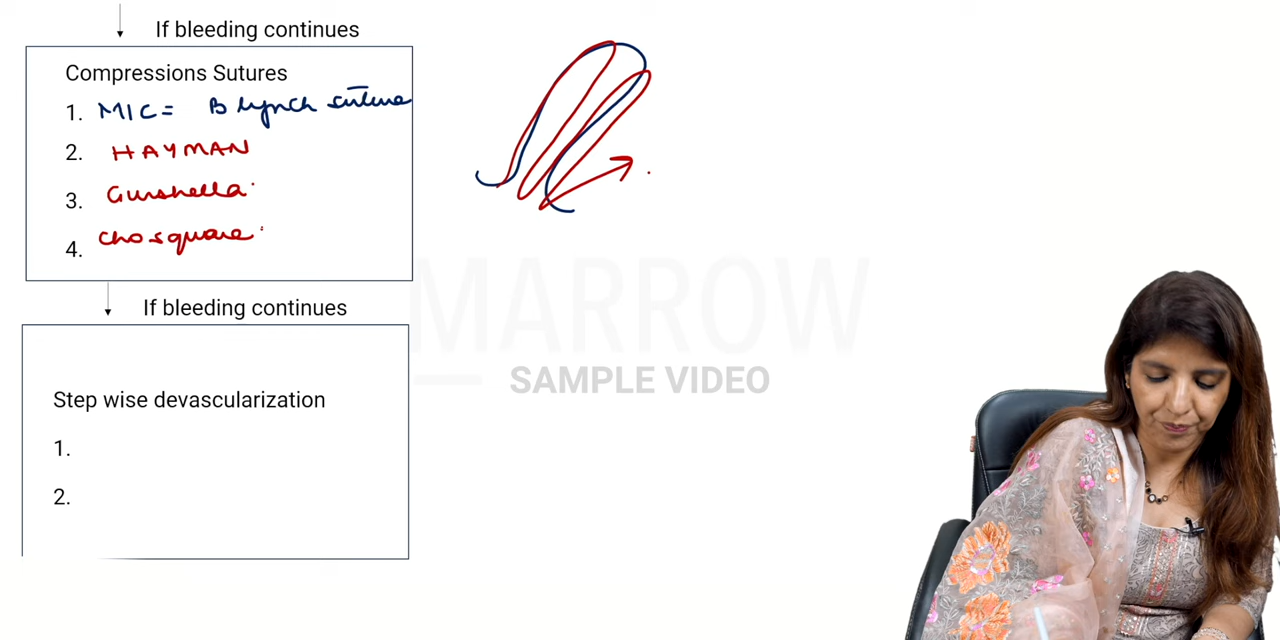 If bleeding continues
Compressions Sutures
1. MIC = B lynch suture
2. HAYMAN
3. Gunshella
4. Cho square
If bleeding continues
MARROW
SAMPLE VIDEO
Step wise devascularization
1.
2.